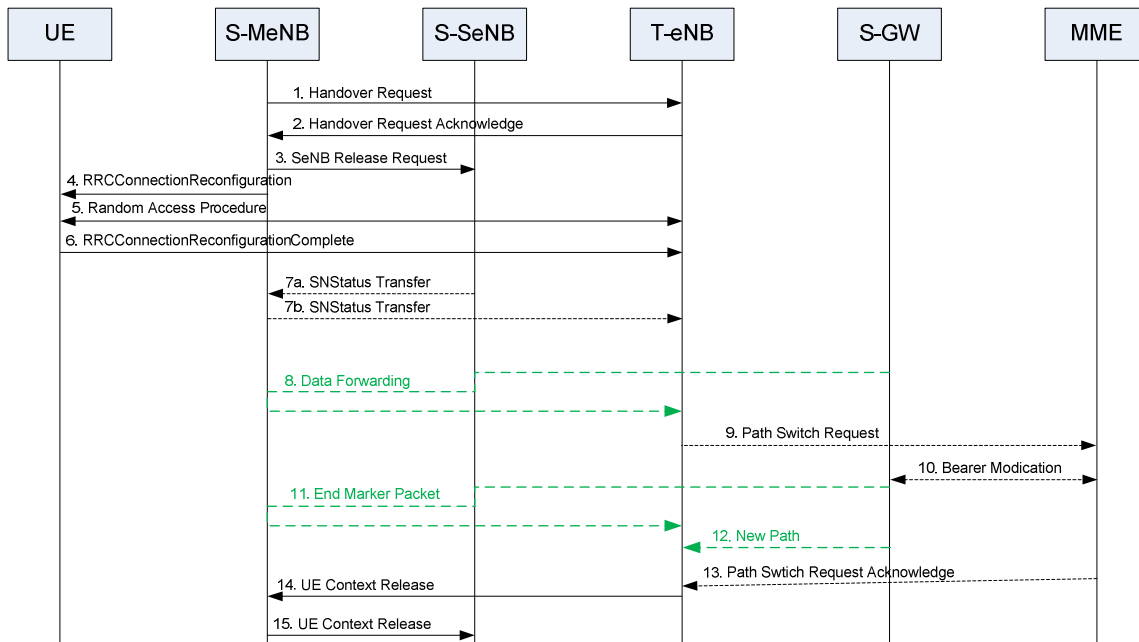 UE
S-MeNB
S-SeNB
T-eNB
S-GW
MME
1. Handover Request
2. Handover Request Acknowledge
3. SeNB Release Request
4. RRCConnectionReconfiguration
5. Random Access Procedure
6. RRCConnectionReconfigurationComplete
7a. SNStatus Transfer
7b. SNStatus Transfer
8. Data Forwarding
9. Path Switch Request
10. Bearer Modication
11. End Marker Packet
12. New Path
13. Path Swtich Request Acknowledge
14. UE Context Release
15. UE Context Release